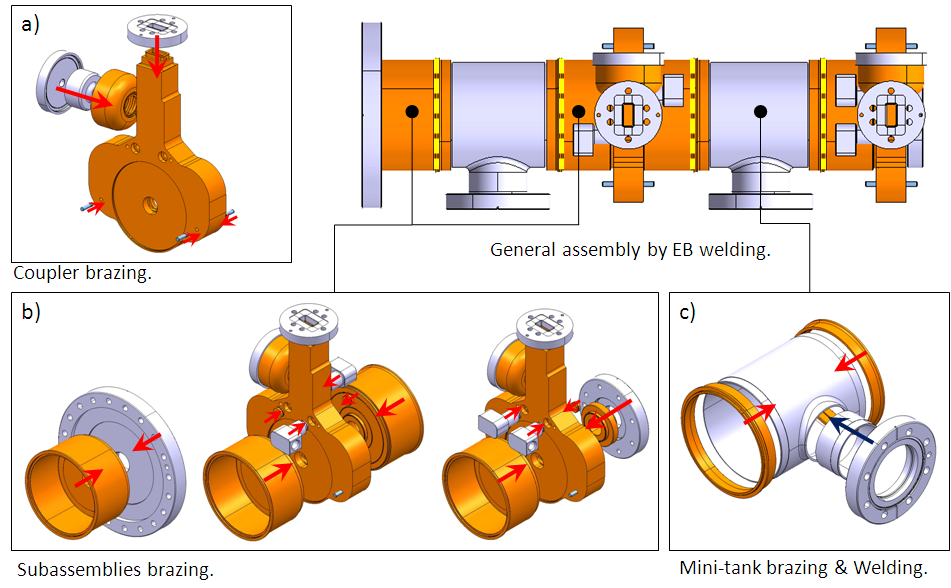 a)
Coupler brazing.
General assembly by EB welding.
b)
Subassemblies brazing.
c)
Mini-tank brazing & Welding.